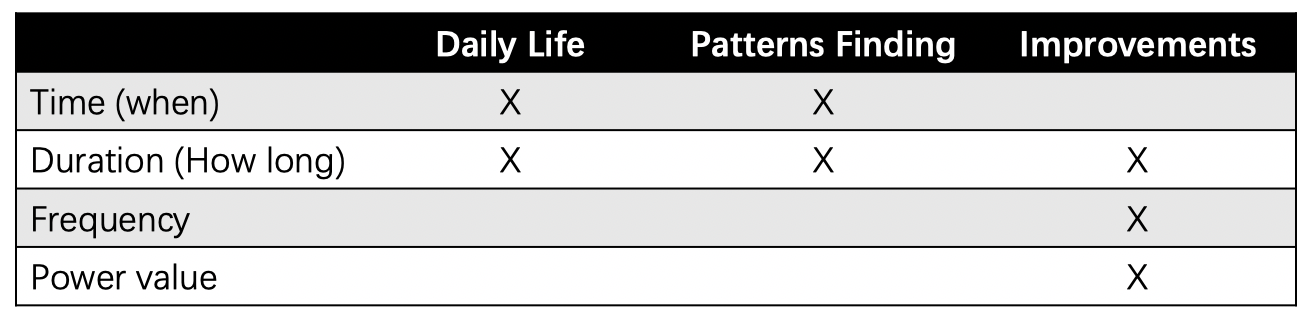 Daily Life Patterns Finding Improvements
Time (when) X X
Duration (How long) X X X
Frequency X
Power value X